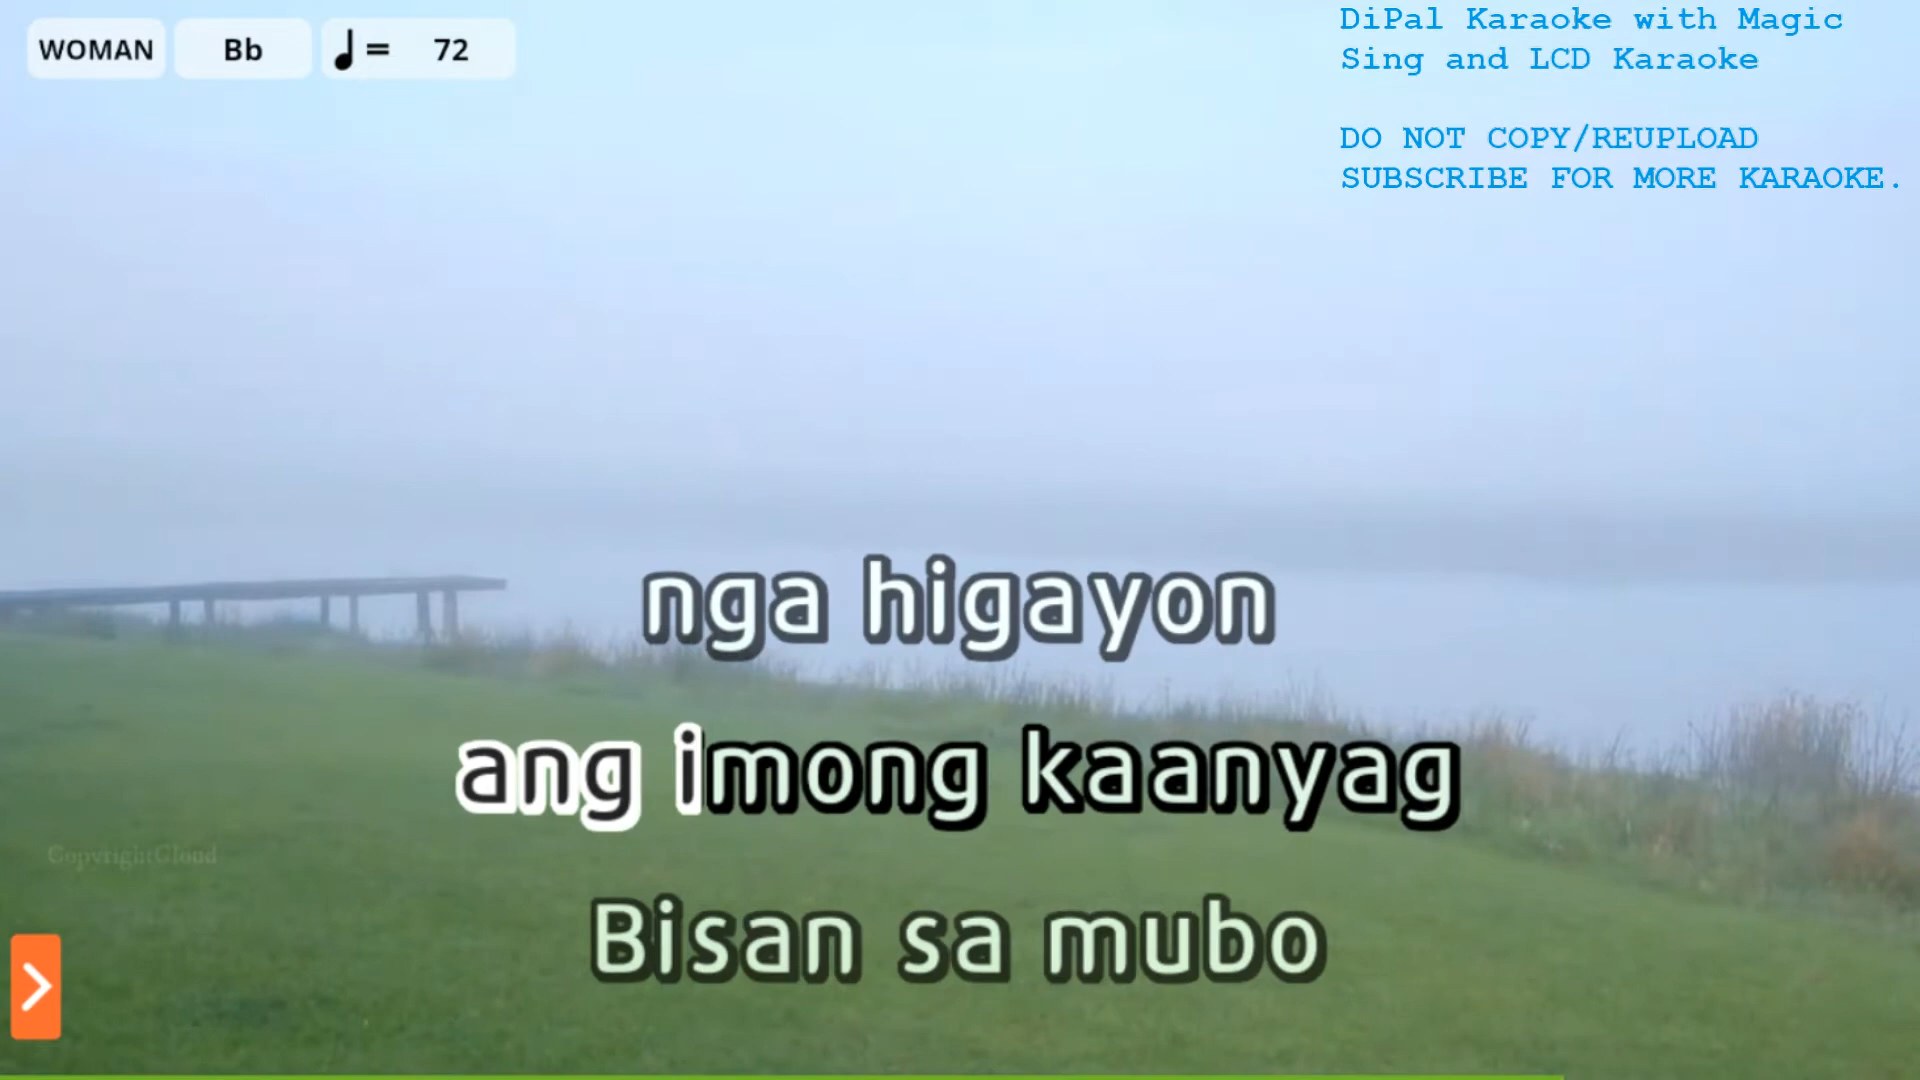 WOMAN Bb ♩ = 72
DiPal Karaoke with Magic
Sing and LCD Karaoke
DO NOT COPY/REUPLOAD
SUBSCRIBE FOR MORE KARAOKE.
nga higayon
ang imong kaanyag
CopyrightCloud
Bisan sa mubo